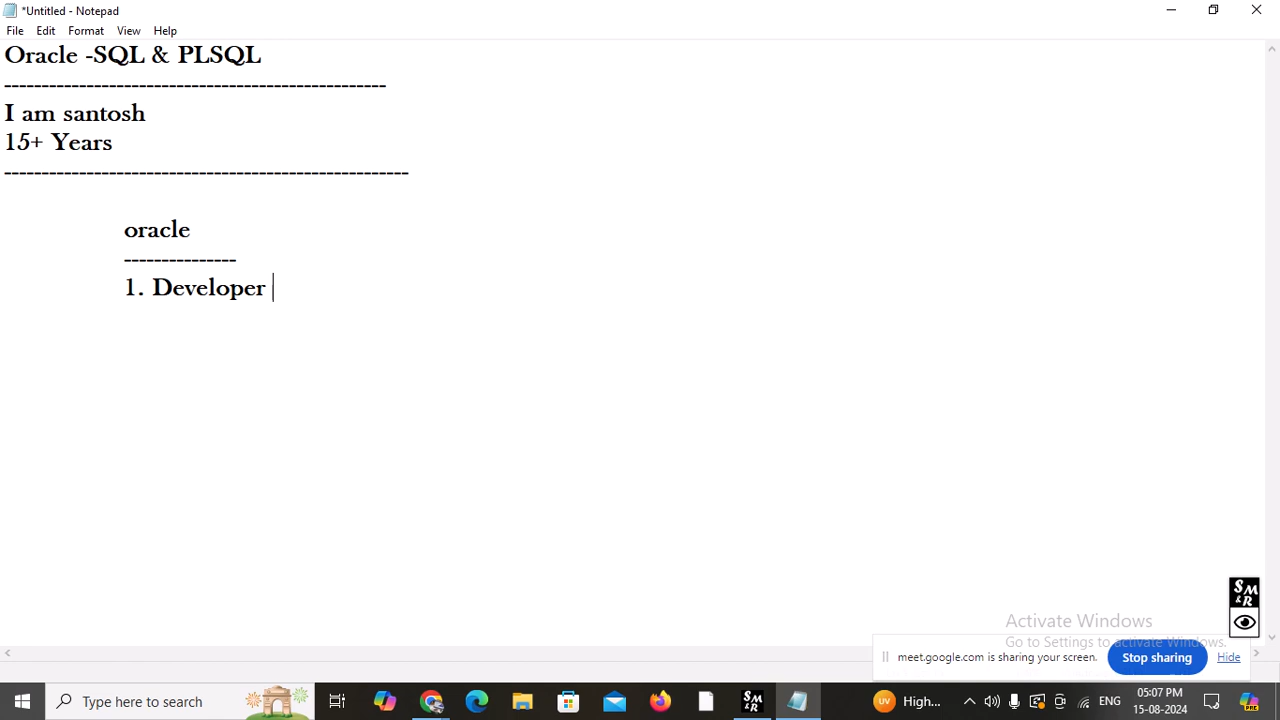 *Untitled - Notepad
File Edit Format View Help
Oracle -SQL & PLSQL
---------------------------------------------------
I am santosh
15+ Years
------------------------------------------------------
oracle
---------------
1. Developer
S M & R
Activate Windows
Go to Settings to activate Windows.
meet.google.com is sharing your screen. Stop sharing Hide
Type here to search
S M & R
UV High... ENG 05:07 PM
15-08-2024
PRE